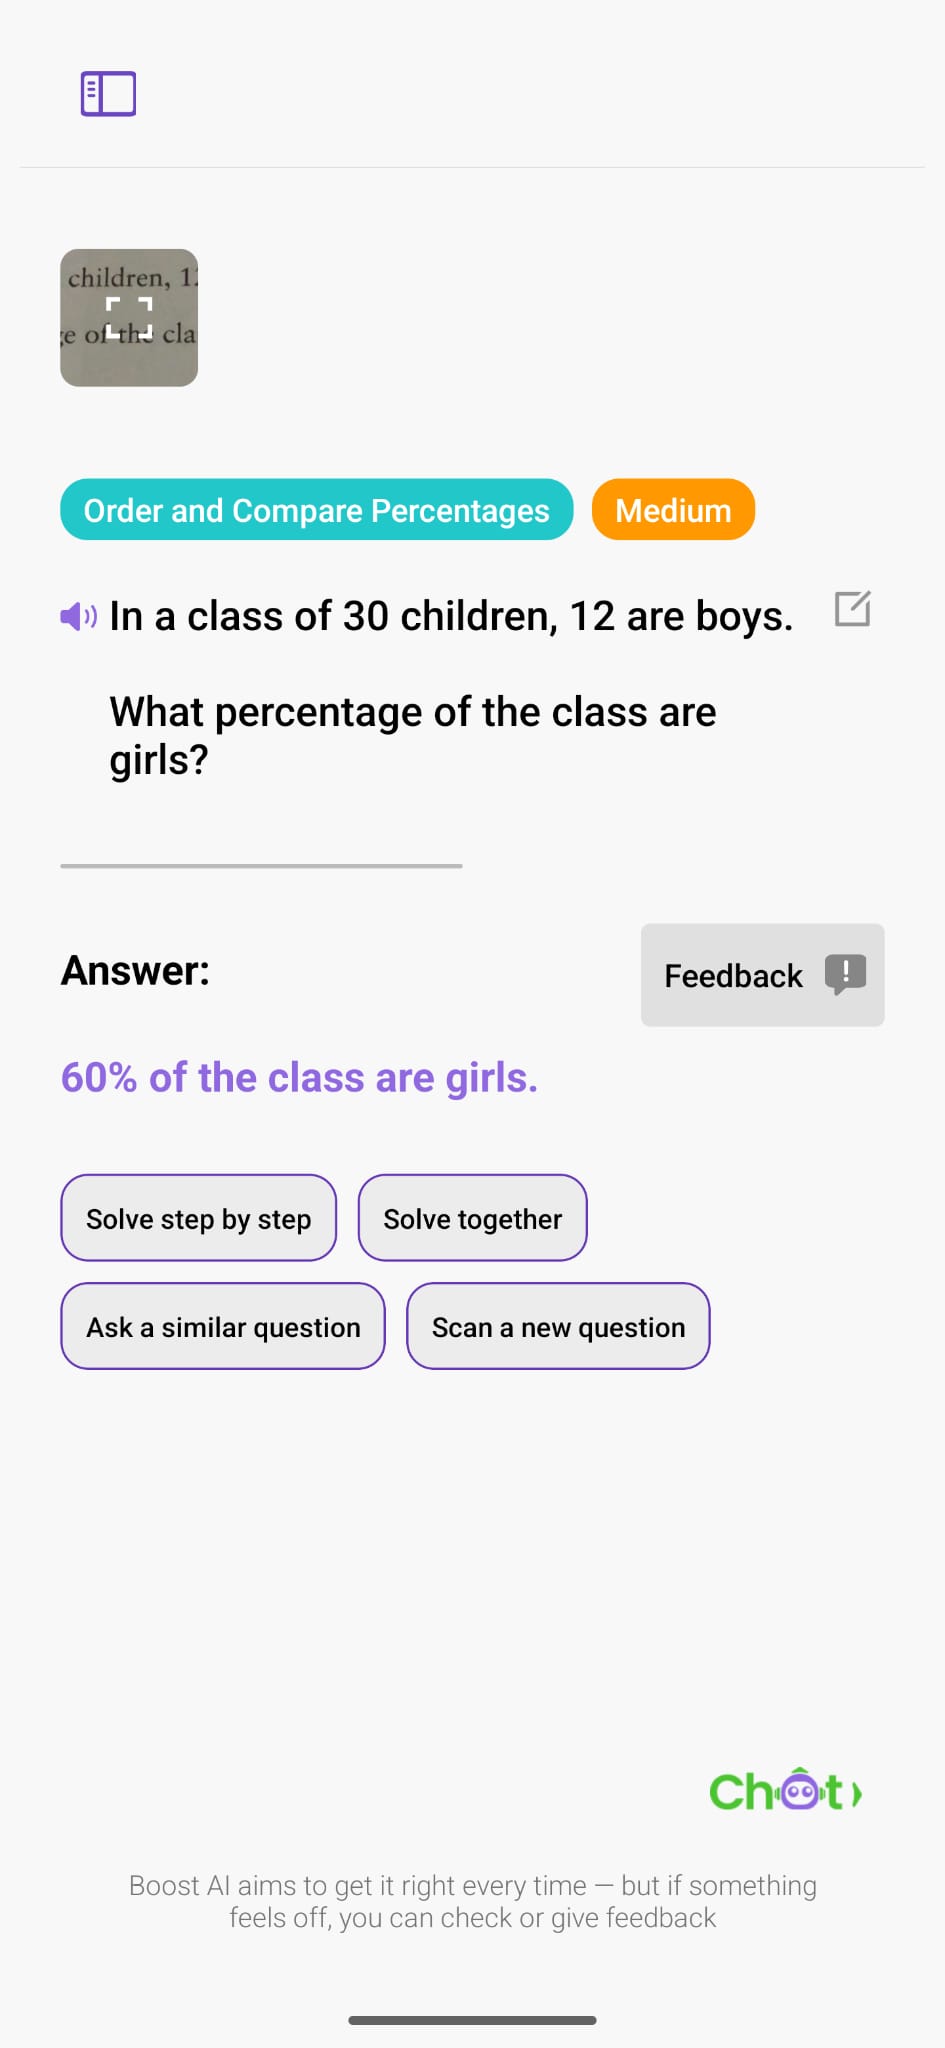 children, 1
e of the cla
Order and Compare Percentages
Medium
In a class of 30 children, 12 are boys.
What percentage of the class are
girls?
Answer:
Feedback
60% of the class are girls.
Solve step by step
Solve together
Ask a similar question
Scan a new question
Chôt
Boost AI aims to get it right every time — but if something
feels off, you can check or give feedback